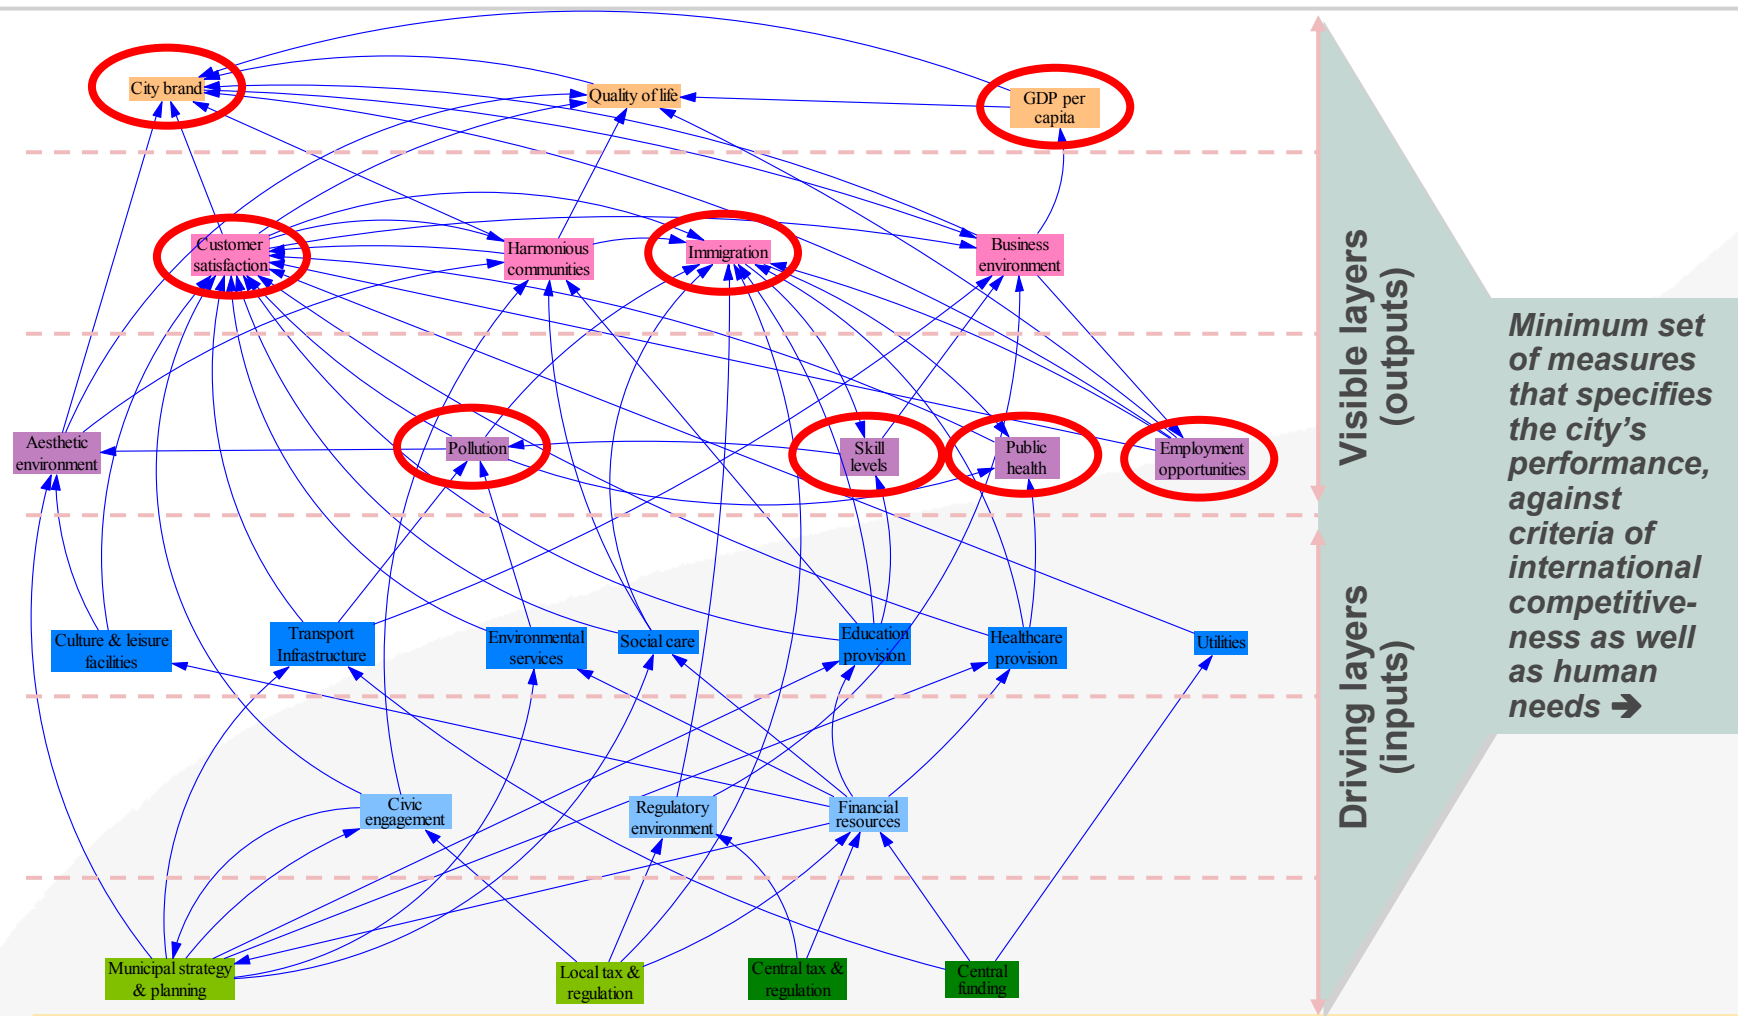 City brand
Quality of life
GDP per
capita
Customer
satisfaction
Harmonious
communities
Immigration
Business
environment
Aesthetic
environment
Pollution
Skill
levels
Public
health
Employment
opportunities
Culture & leisure
facilities
Transport
Infrastructure
Environmental
services
Social care
Education
provision
Healthcare
provision
Utilities
Civic
engagement
Regulatory
environment
Financial
resources
Municipal strategy
& planning
Local tax &
regulation
Central tax &
regulation
Central
funding
Visible layers
(outputs)
Driving layers
(inputs)
Minimum set
of measures
that specifies
the city’s
performance,
against
criteria of
international
competitive-
ness as well
as human
needs ➔